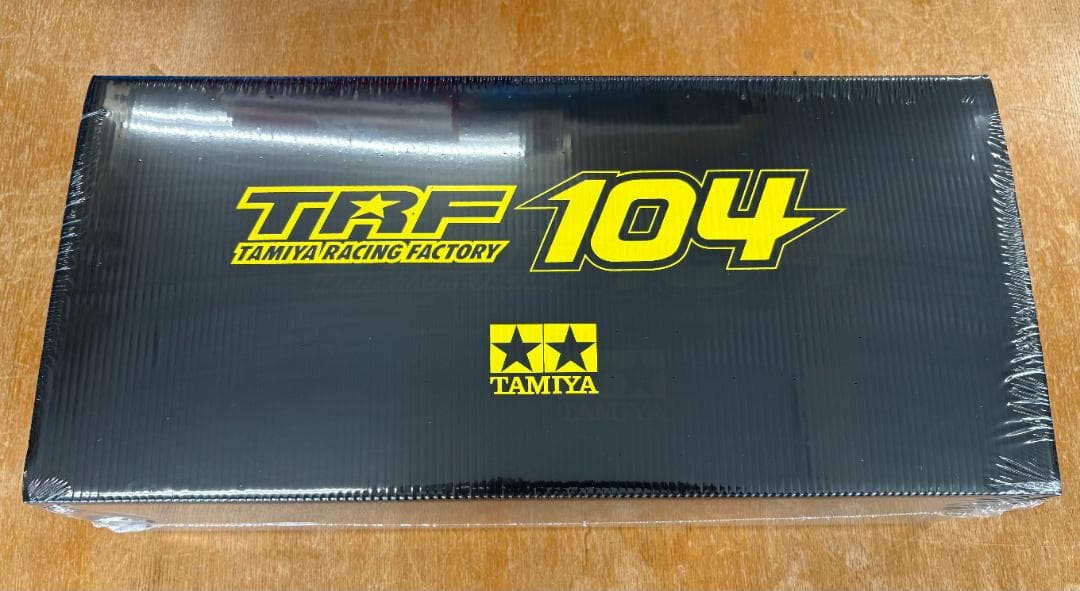 TRF 104
TAMIYA RACING FACTORY
TAMIYA